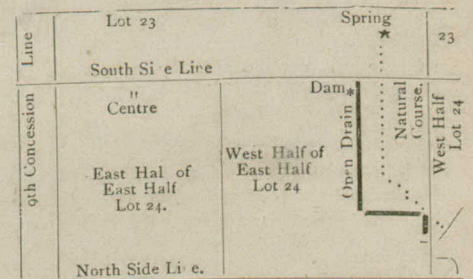 Lot 23
Spring
23
Line
South Si e Line
Dam
"
Centre
9th Concession
East Hal of
East Half
Lot 24.
West Half of
East Half
Lot 24
Open Drain
Natural
Course.
West Half
Lot 24
North Side Li e.